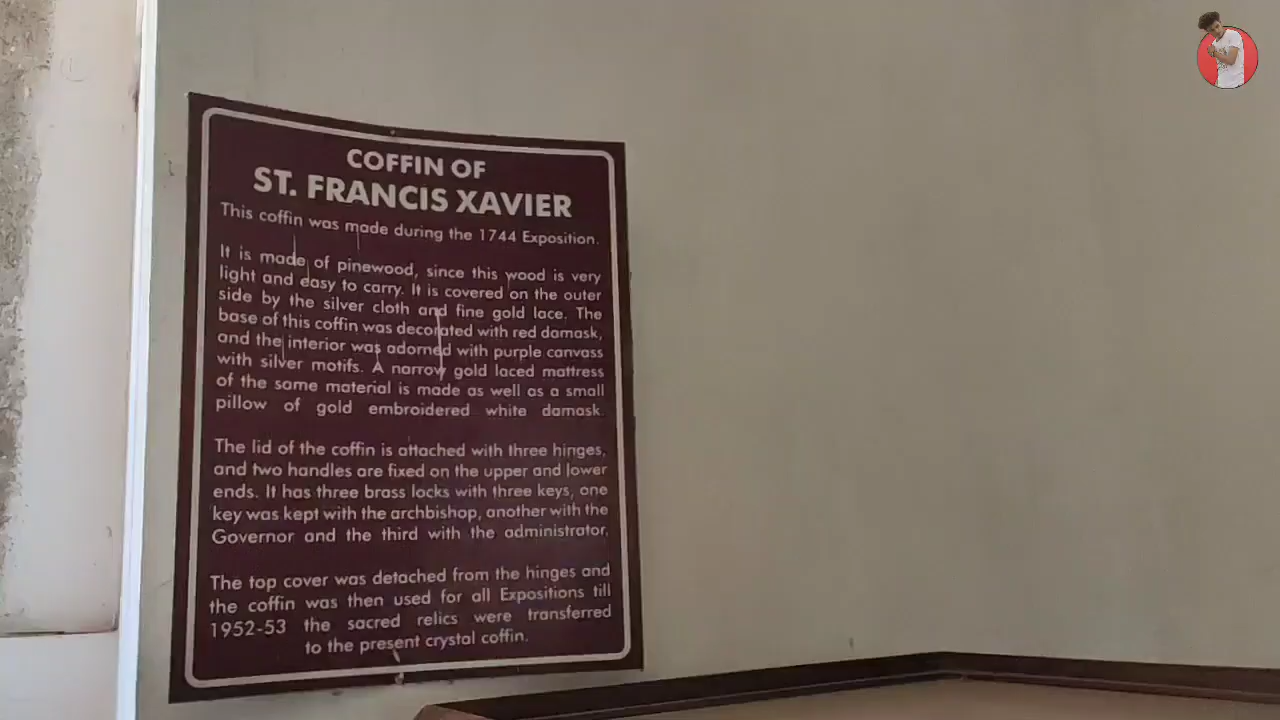 COFFIN OF
ST. FRANCIS XAVIER
This coffin was made during the 1744 Exposition.
It is made of pinewood, since this wood is very
light and easy to carry. It is covered on the outer
side by the silver cloth and fine gold lace. The
base of this coffin was decorated with red damask,
and the interior was adorned with purple canvass
with silver motifs. A narrow gold laced mattress
of the same material is made as well as a small
pillow of gold embroidered white damask.
The lid of the coffin is attached with three hinges,
and two handles are fixed on the upper and lower
ends. It has three brass locks with three keys, one
key was kept with the archbishop, another with the
Governor and the third with the administrator.
The top cover was detached from the hinges and
the coffin was then used for all Expositions till
1952-53 the sacred relics were transferred
to the present crystal coffin.